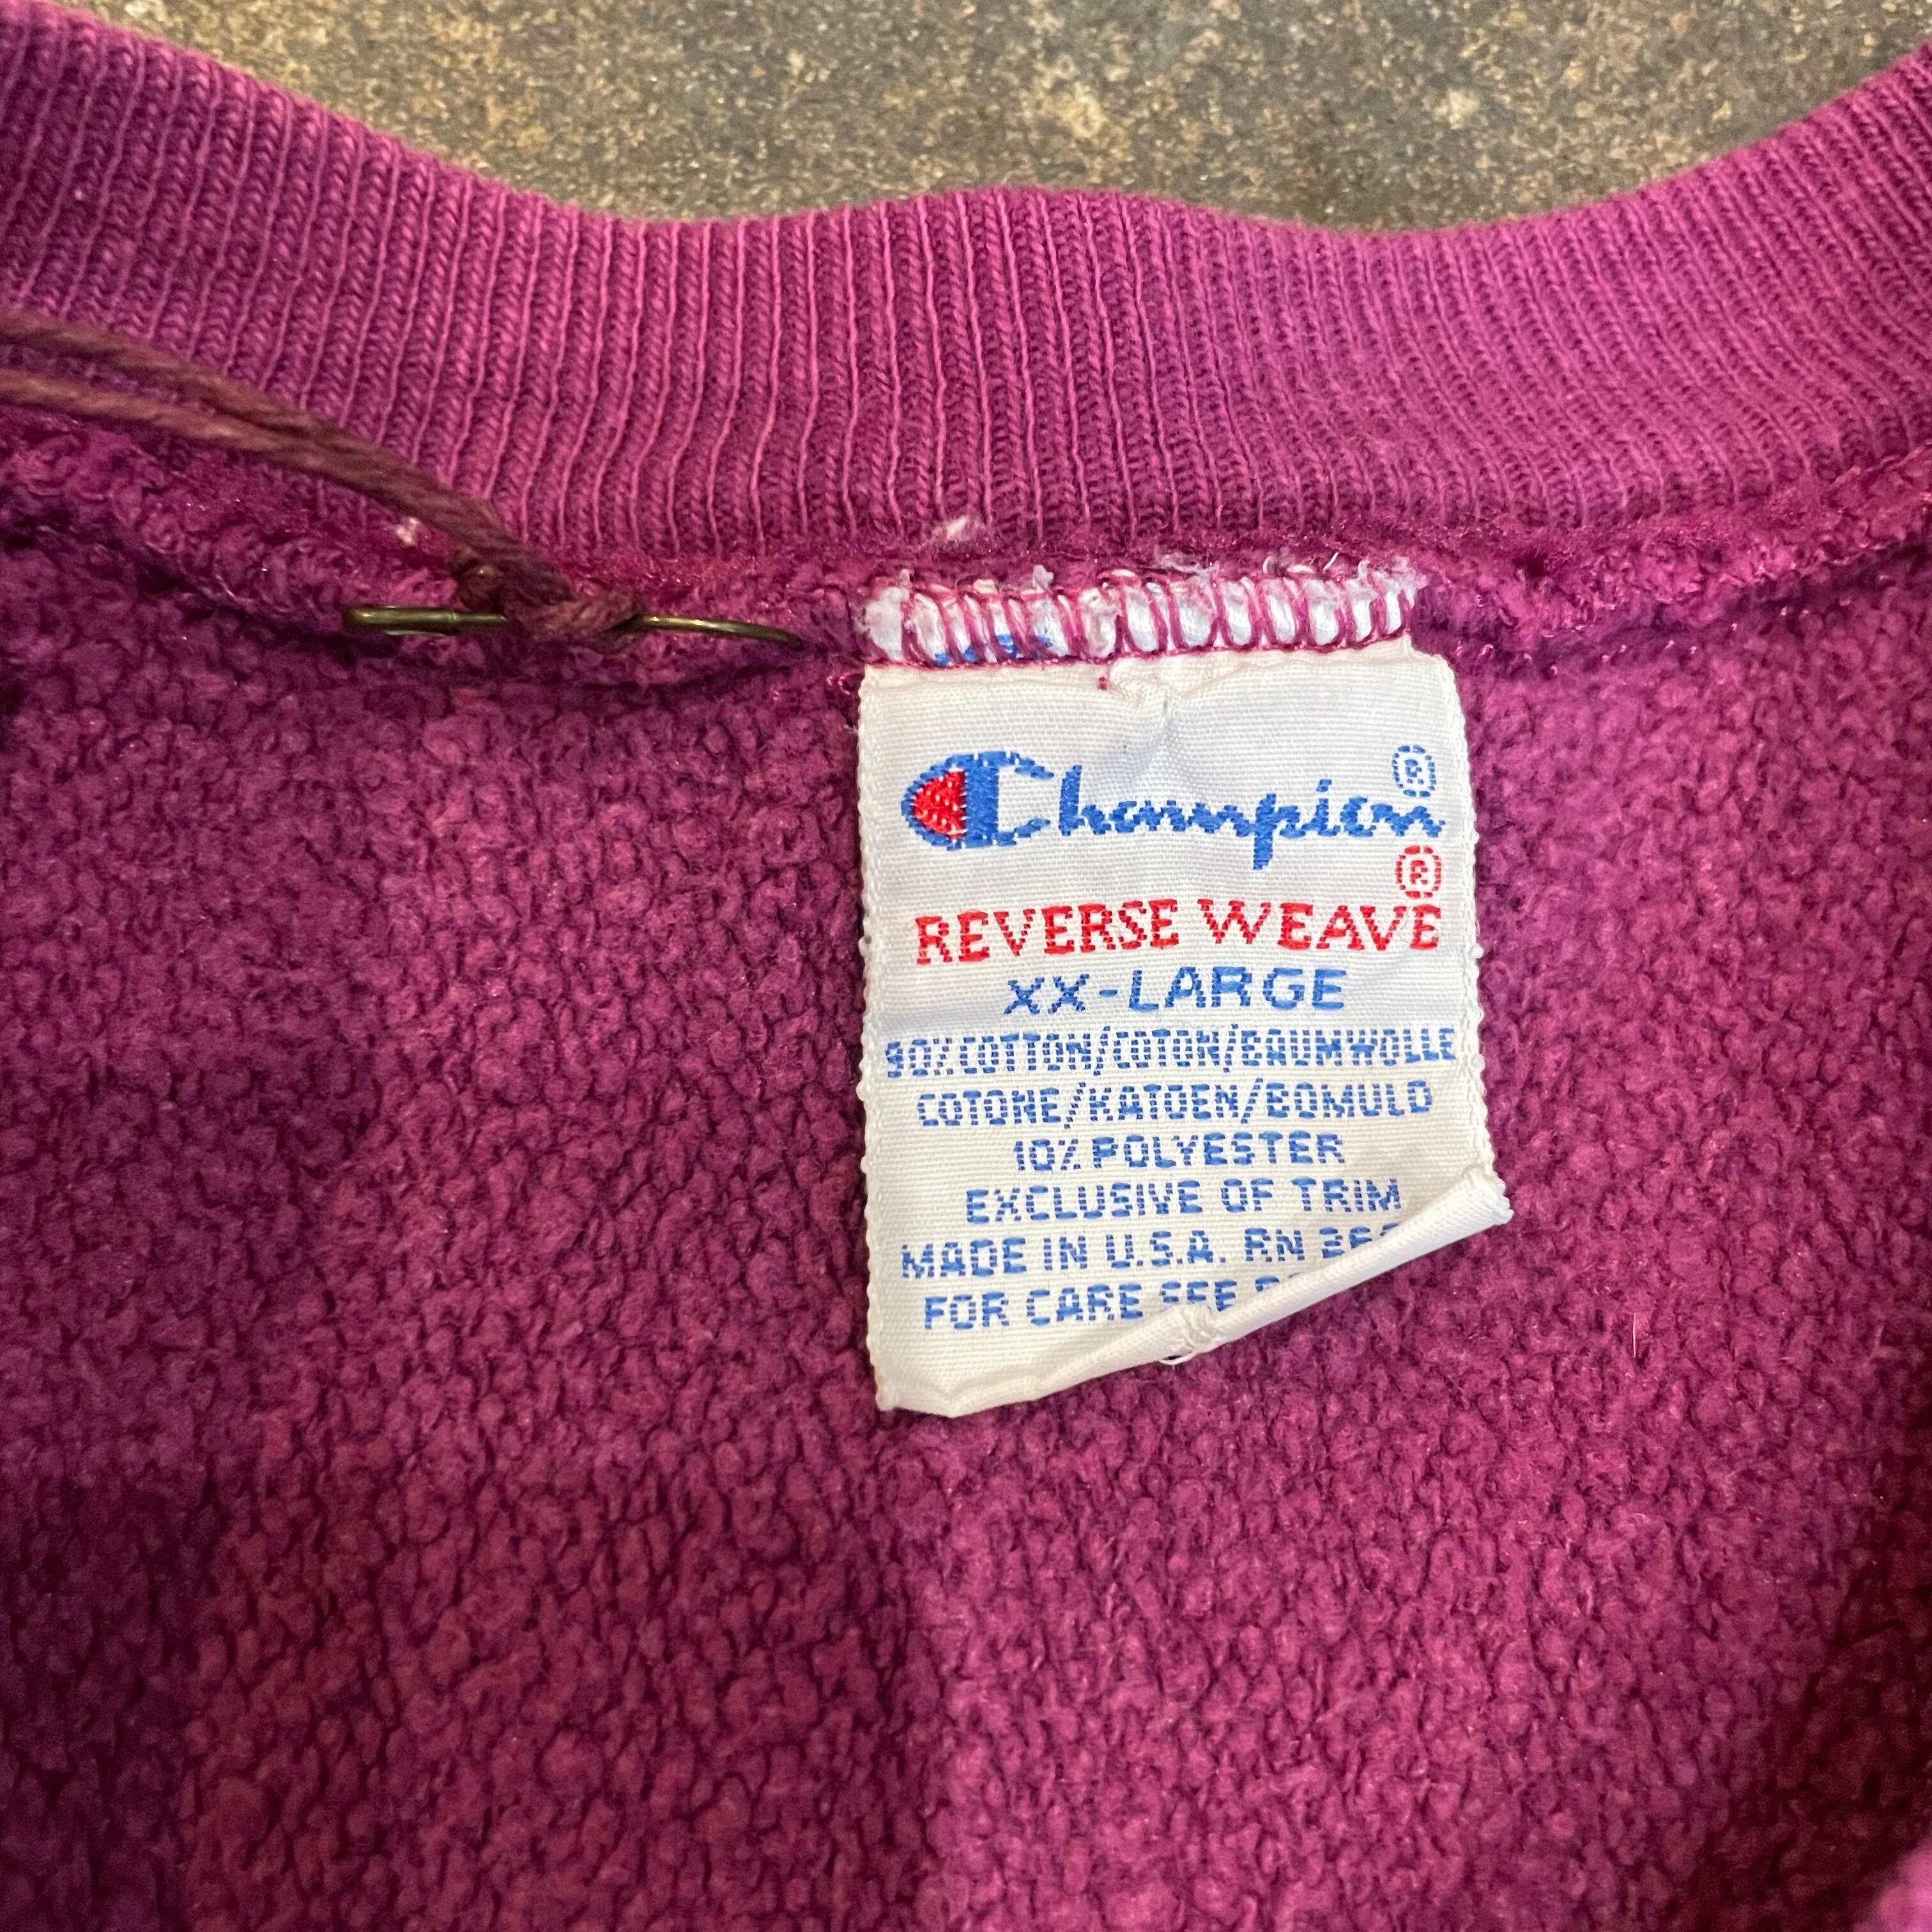 Champion®
®
REVERSE WEAVE
XX-LARGE
90% COTTON/COTON/BAUMWOLLE
COTONE/KATOEN/BOMULD
10% POLYESTER
EXCLUSIVE OF TRIM
MADE IN U.S.A. RN
FOR CARE SEE